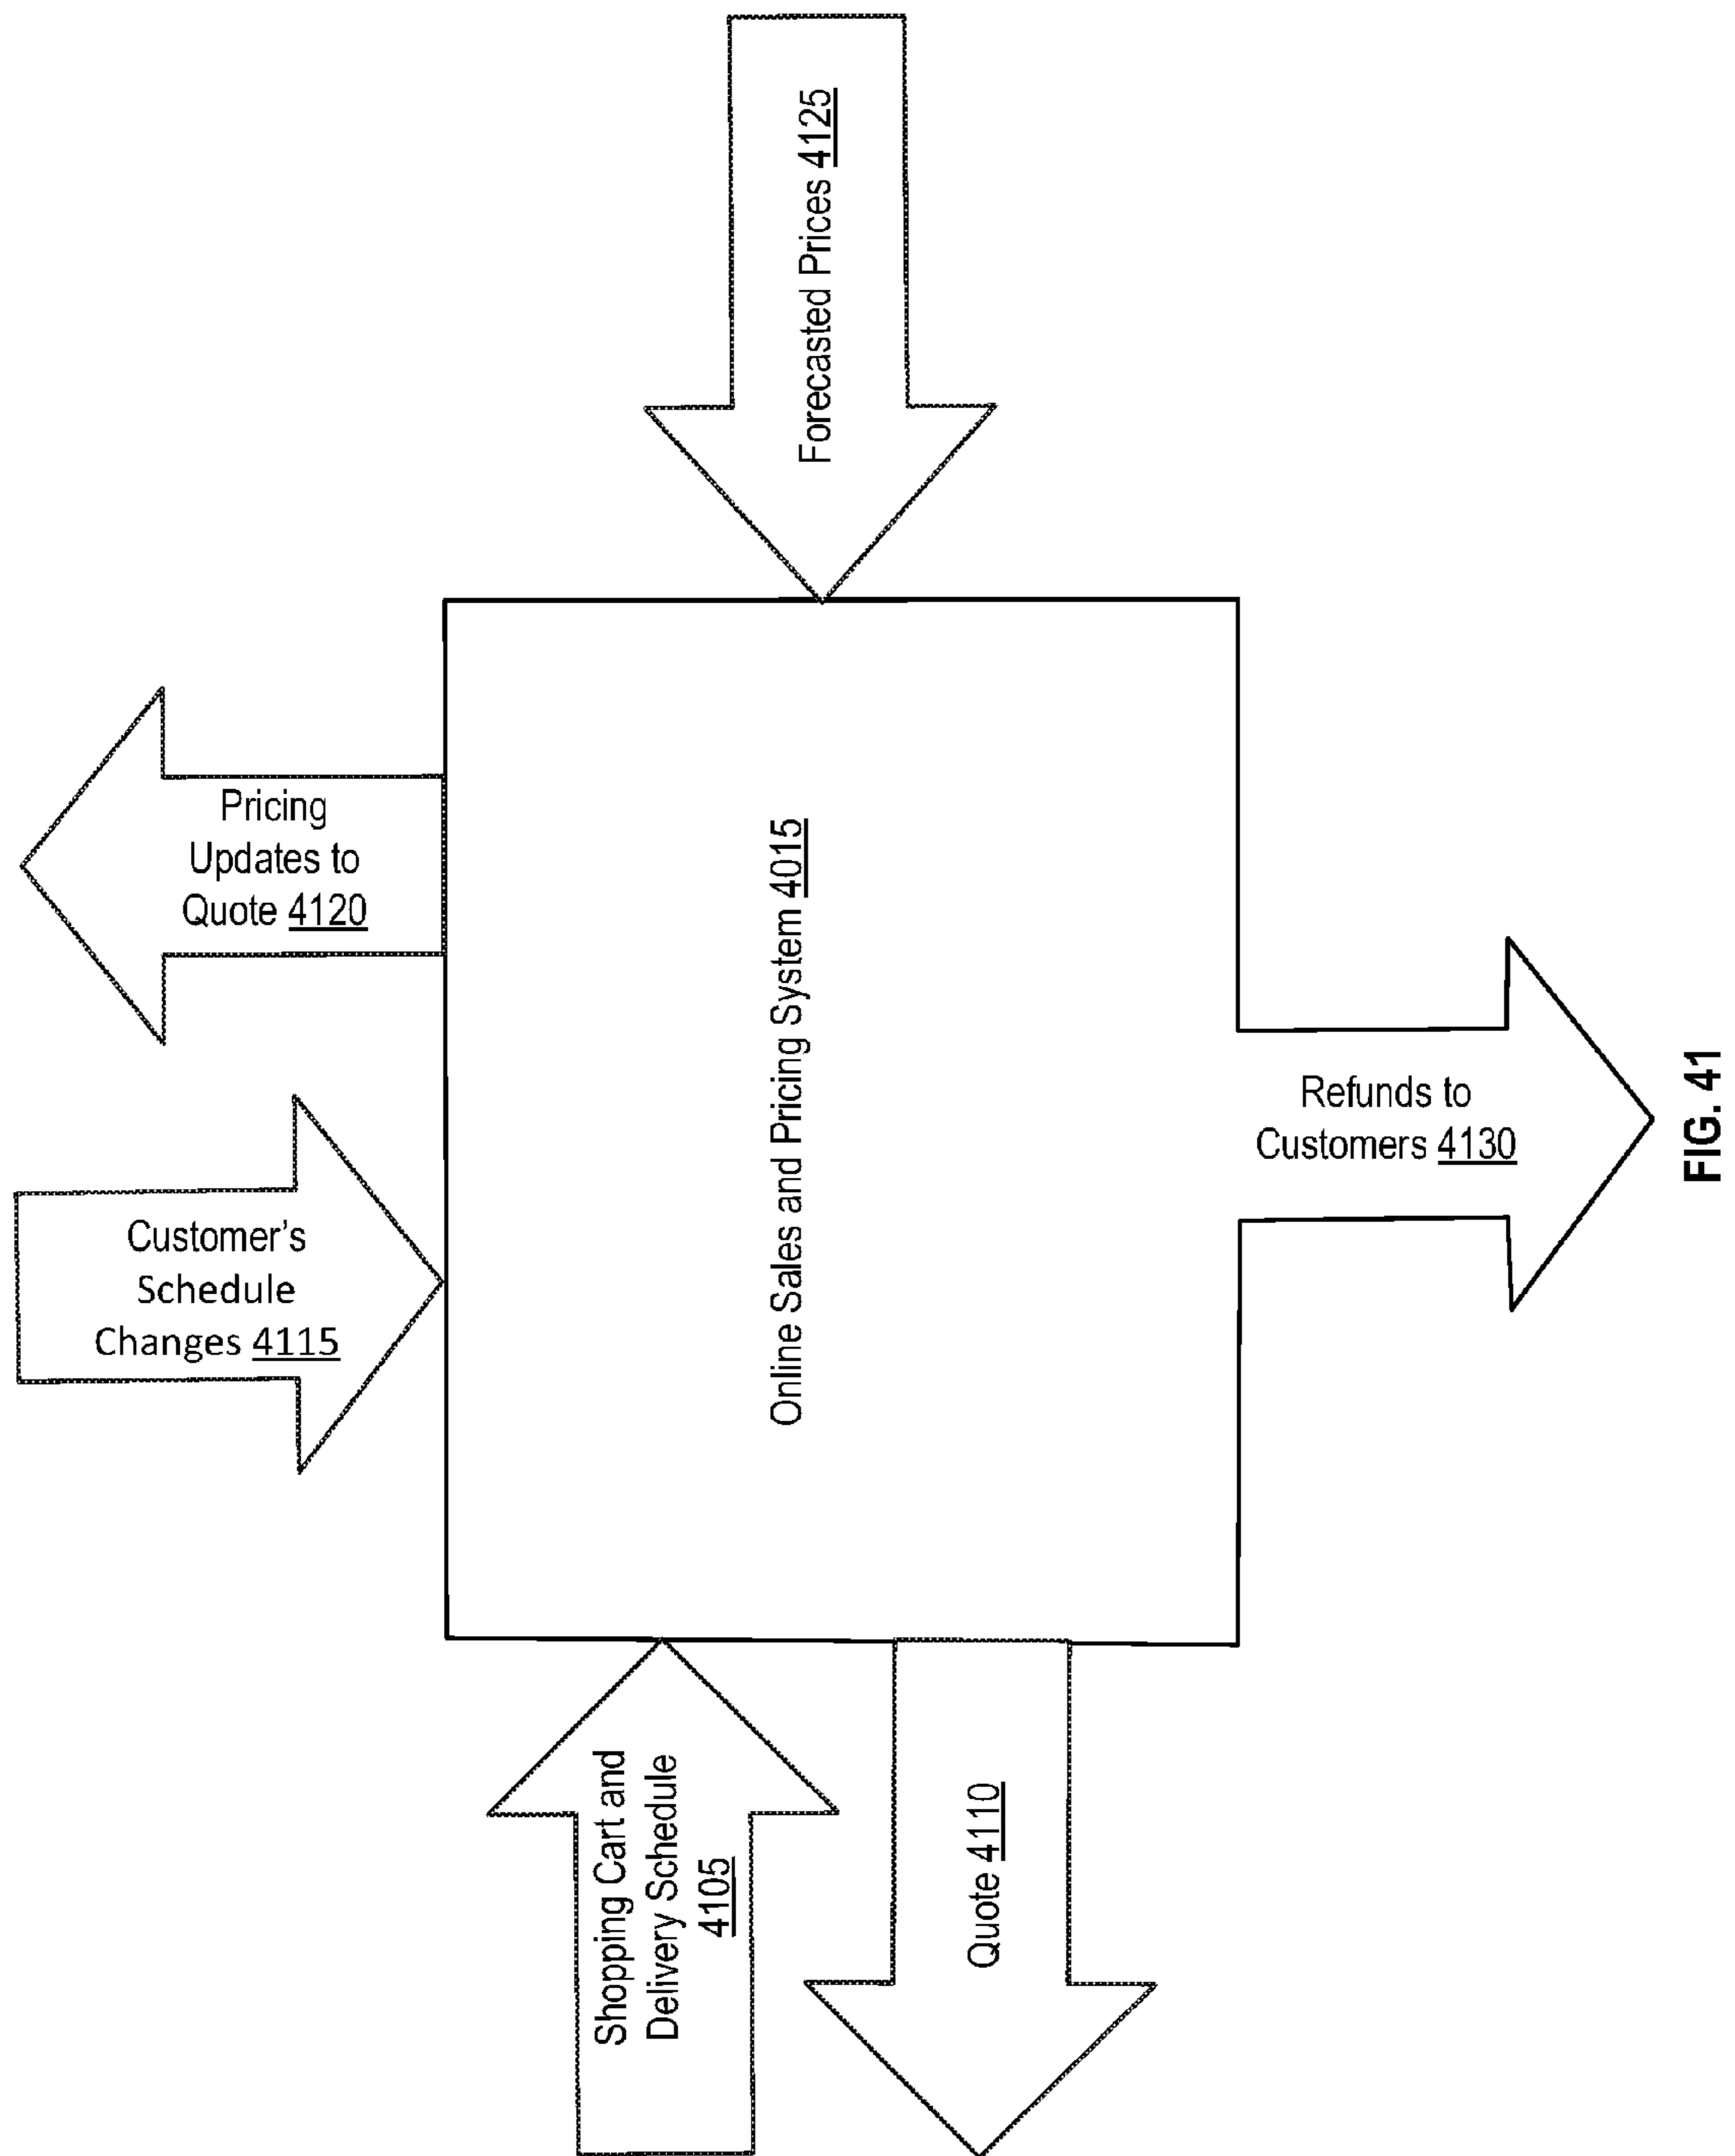 Pricing
Updates to
Quote 4120
Customer's
Schedule
Changes 4115
Forecasted Prices 4125
Online Sales and Pricing System 4015
Shopping Cart and
Delivery Schedule
4105
Quote 4110
Refunds to
Customers 4130
FIG. 41